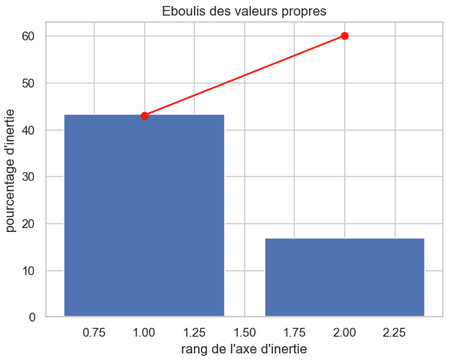 Eboulis des valeurs propres
60
50
40
30
20
10
0
pourcentage d'inertie
0.75 1.00 1.25 1.50 1.75 2.00 2.25
rang de l'axe d'inertie